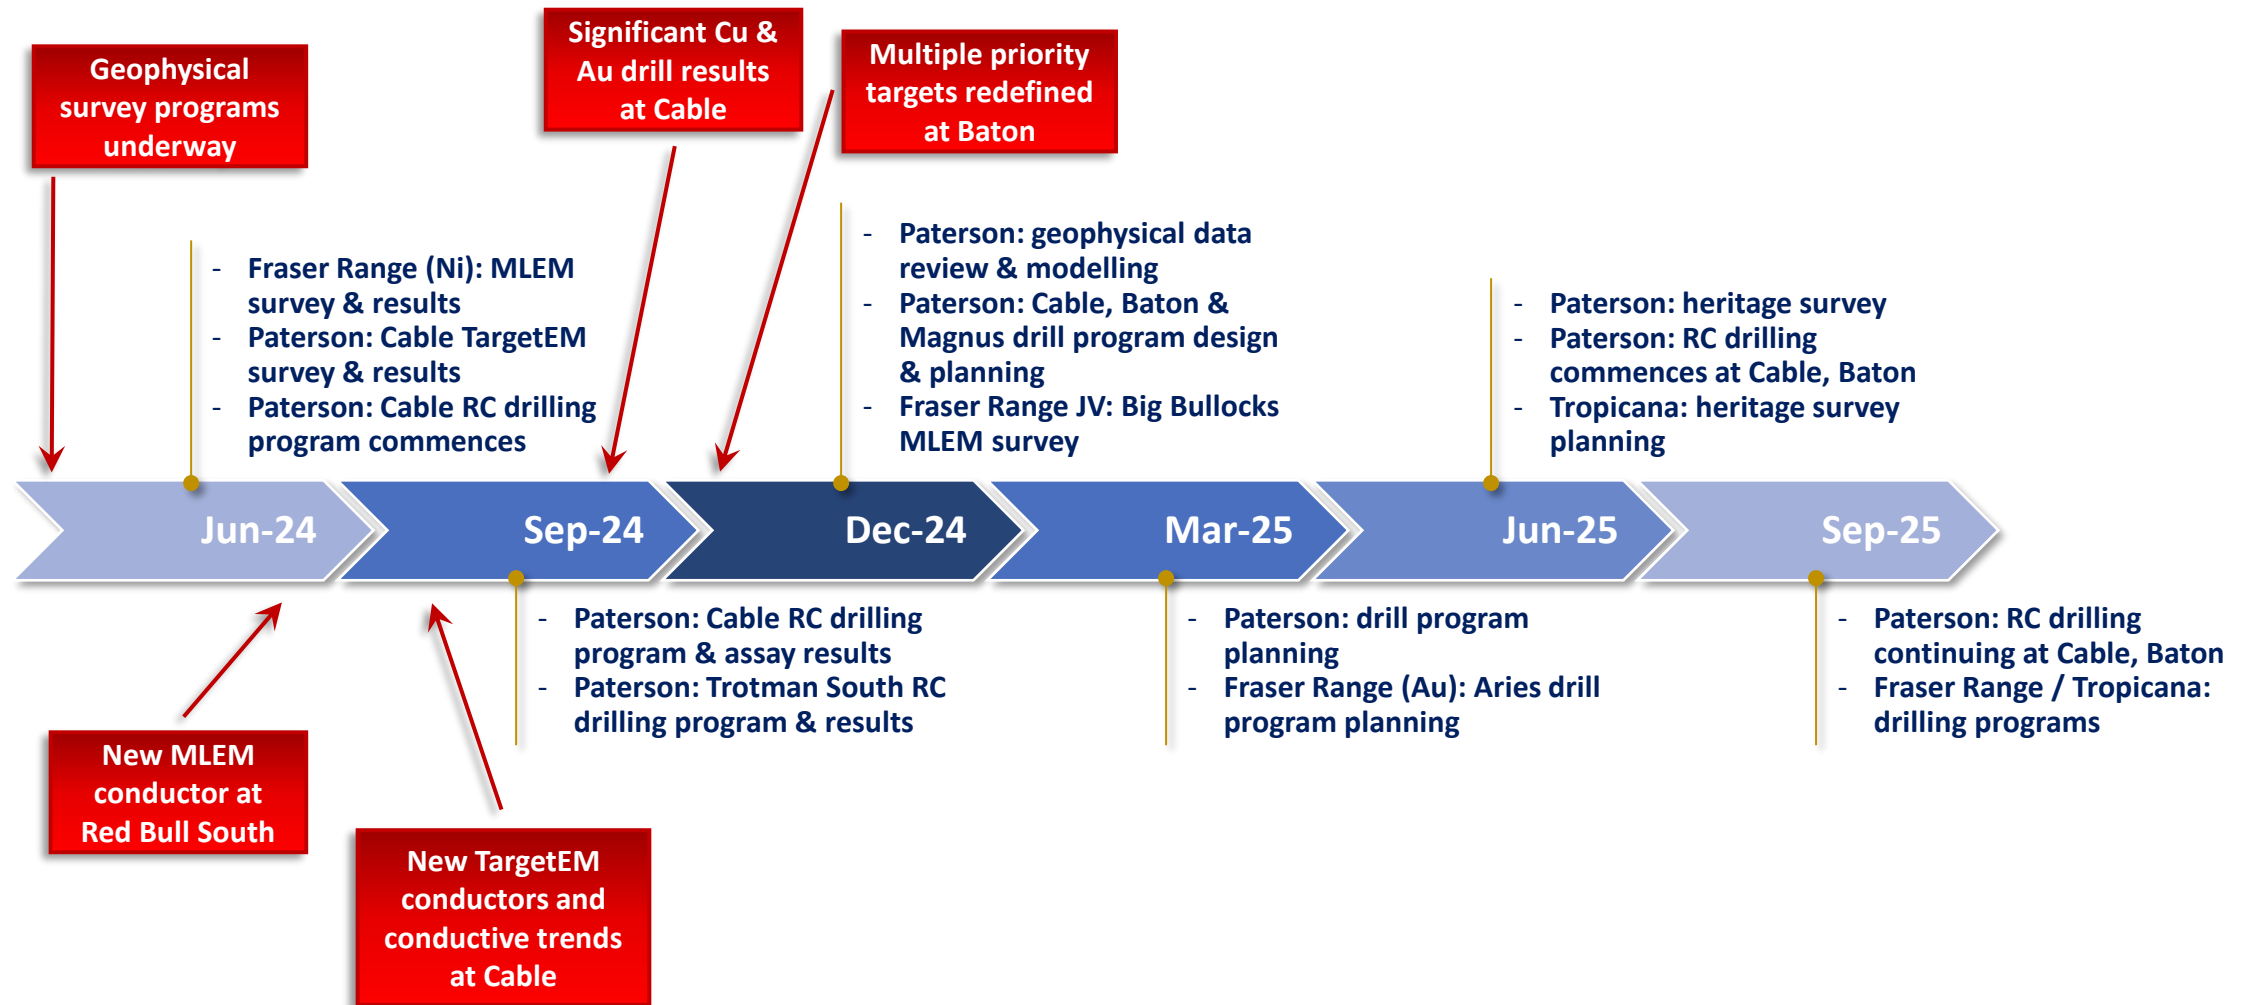 Geophysical
survey programs
underway
Significant Cu &
Au drill results
at Cable
Multiple priority
targets redefined
at Baton
- Fraser Range (Ni): MLEM
survey & results
- Paterson: Cable TargetEM
survey & results
- Paterson: Cable RC drilling
program commences
- Paterson: geophysical data
review & modelling
- Paterson: Cable, Baton &
Magnus drill program design
& planning
- Fraser Range JV: Big Bullocks
MLEM survey
- Paterson: heritage survey
- Paterson: RC drilling
commences at Cable, Baton
- Tropicana: heritage survey
planning
Jun-24
Sep-24
Dec-24
Mar-25
Jun-25
Sep-25
- Paterson: Cable RC drilling
program & assay results
- Paterson: Trotman South RC
drilling program & results
- Paterson: drill program
planning
- Fraser Range (Au): Aries drill
program planning
- Paterson: RC drilling
continuing at Cable, Baton
- Fraser Range / Tropicana:
drilling programs
New MLEM
conductor at
Red Bull South
New TargetEM
conductors and
conductive trends
at Cable